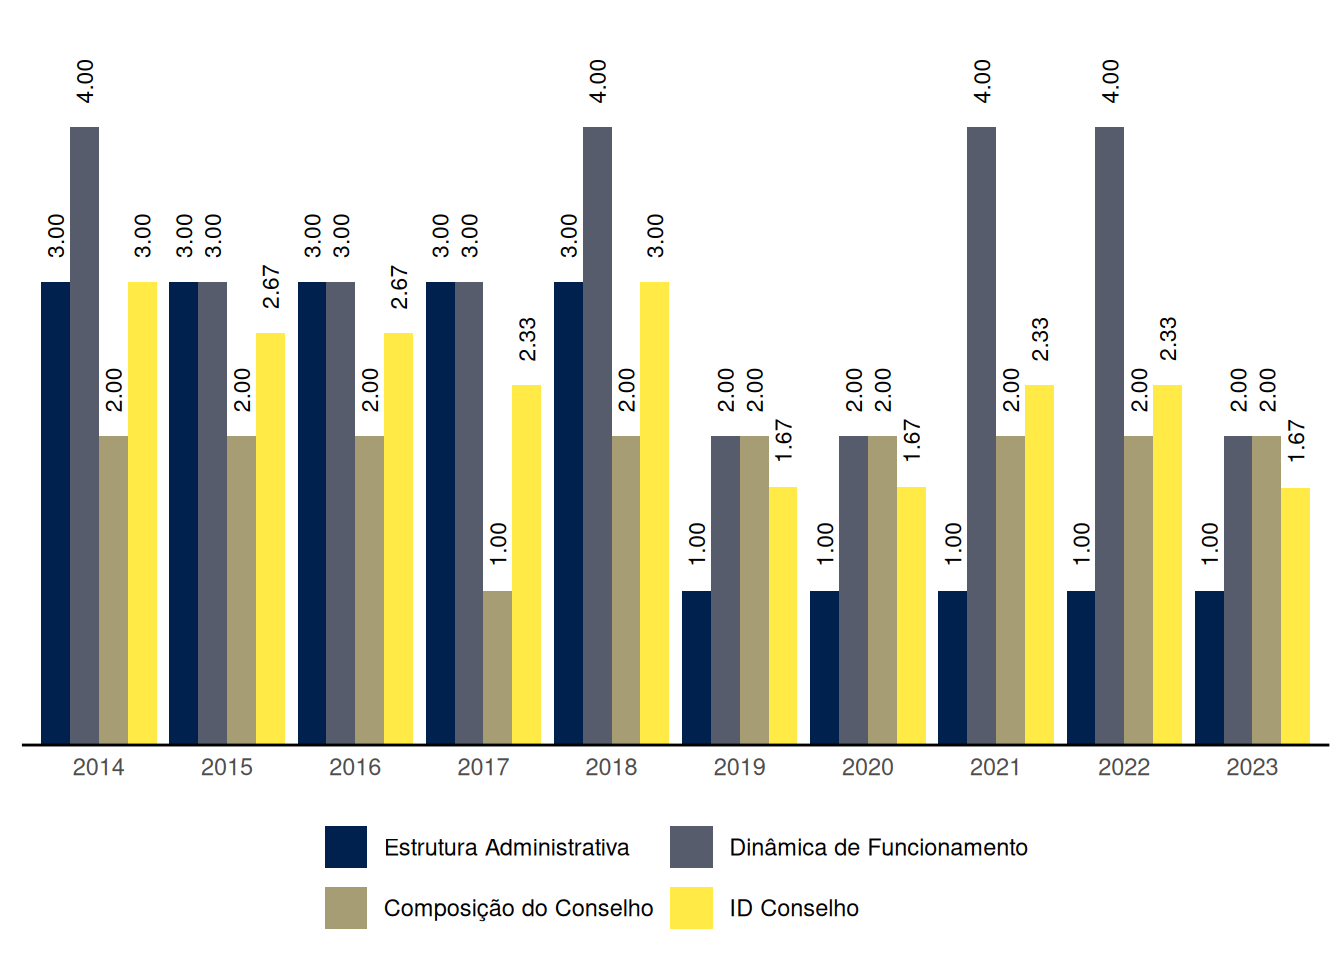 3.00 4.00 2.00 3.00
3.00 3.00 2.00 2.67
3.00 3.00 2.00 2.67
3.00 3.00 1.00 2.33
3.00 4.00 2.00 3.00
1.00 2.00 2.00 1.67
1.00 2.00 2.00 1.67
1.00 4.00 2.00 2.33
1.00 4.00 2.00 2.33
1.00 2.00 2.00 1.67
2014 2015 2016 2017 2018 2019 2020 2021 2022 2023
Estrutura Administrativa Dinâmica de Funcionamento
Composição do Conselho ID Conselho